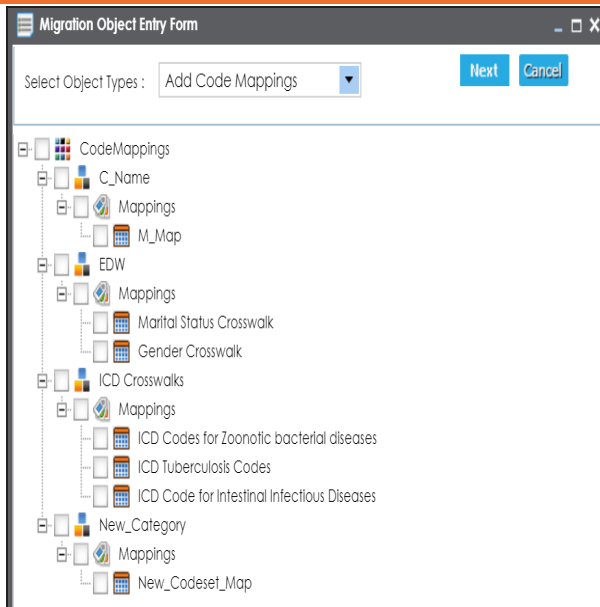 Migration Object Entry Form
Select Object Types : Add Code Mappings Next Cancel
CodeMappings
C_Name
Mappings
M_Map
EDW
Mappings
Marital Status Crosswalk
Gender Crosswalk
ICD Crosswalks
Mappings
ICD Codes for Zoonotic bacterial diseases
ICD Tuberculosis Codes
ICD Code for Intestinal Infectious Diseases
New_Category
Mappings
New_Codeset_Map